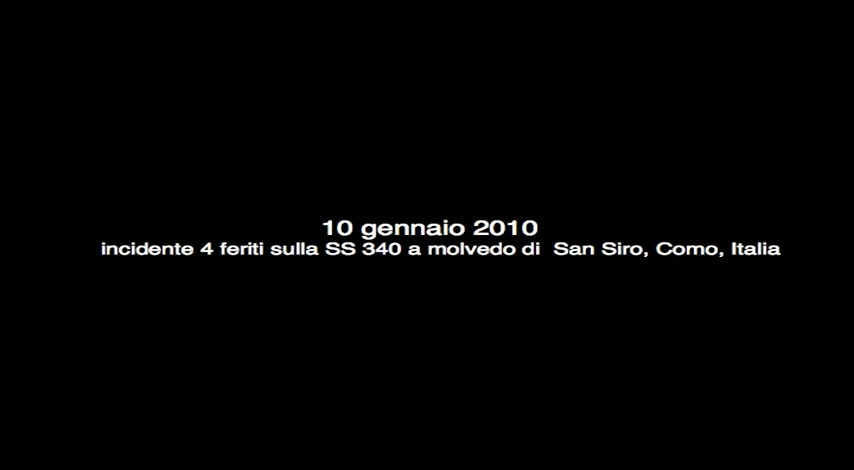 10 gennaio 2010
incidente 4 feriti sulla SS 340 a molvedo di  San Siro, Como, Italia